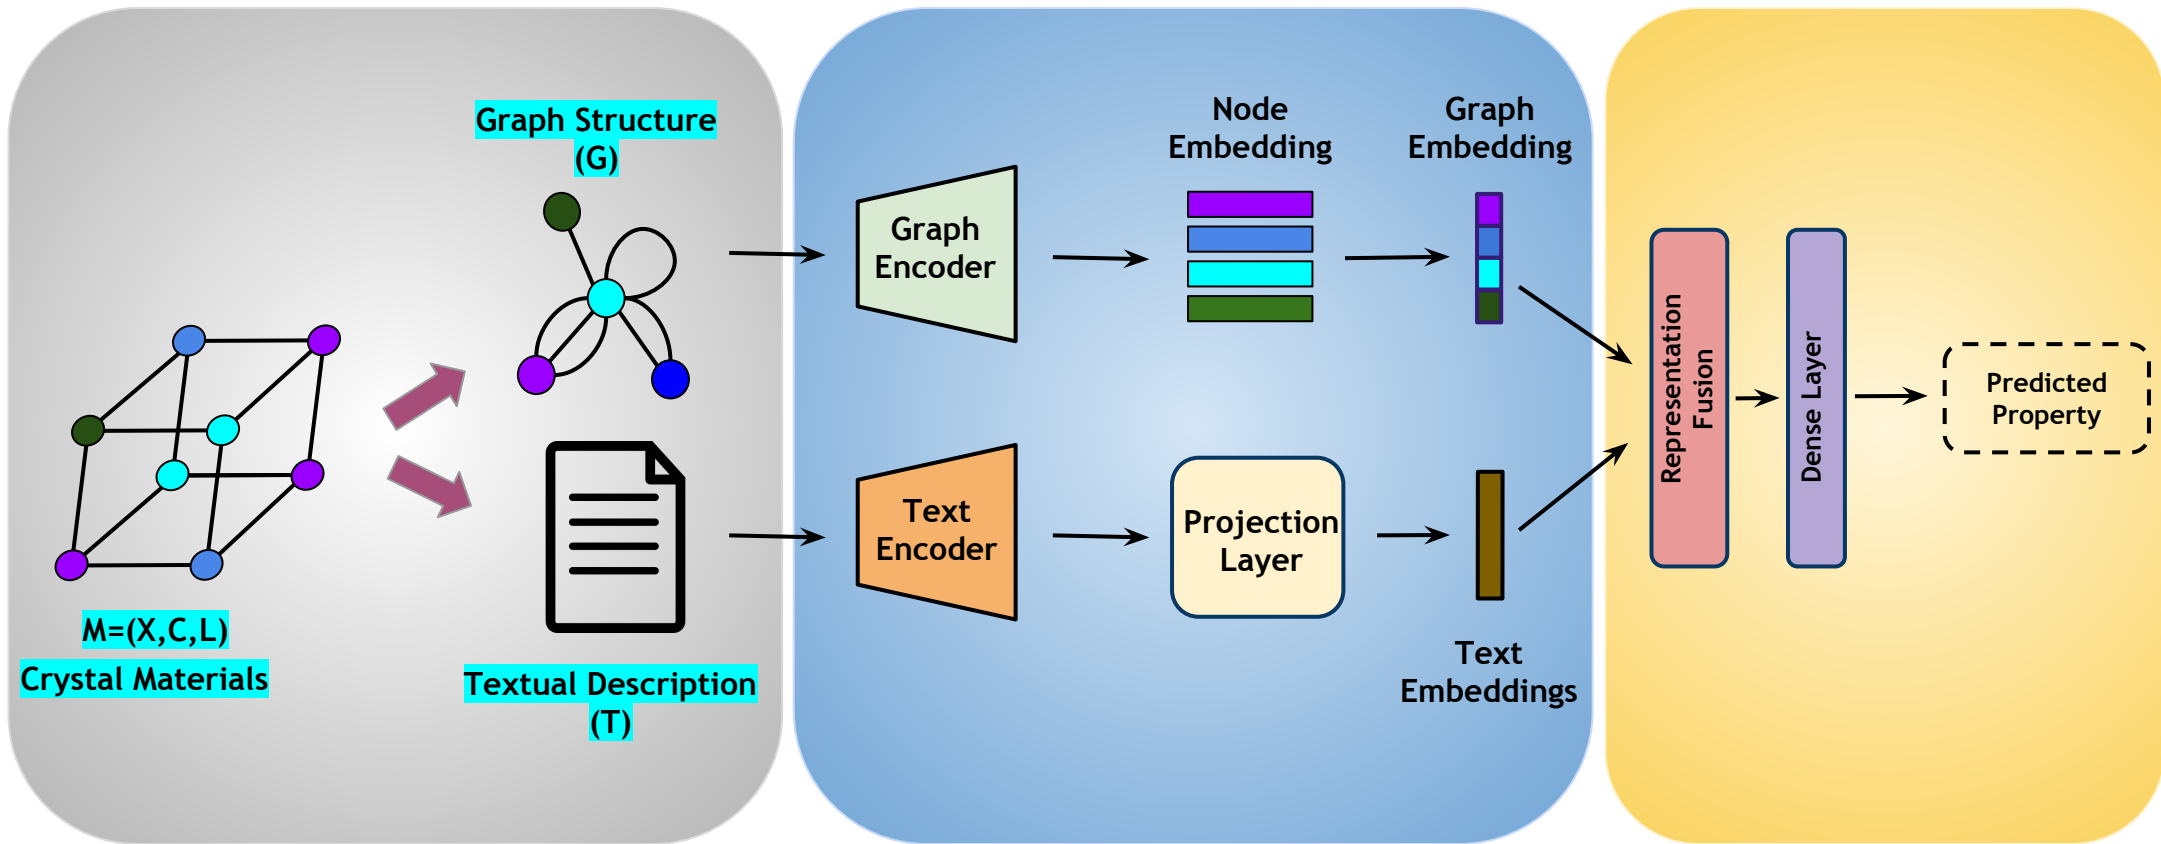 Graph Structure
(G)
M=(X,C,L)
Crystal Materials
Textual Description
(T)
Graph
Encoder
Node
Embedding
Graph
Embedding
Text
Encoder
Projection
Layer
Text
Embeddings
Representation
Fusion
Dense Layer
Predicted
Property